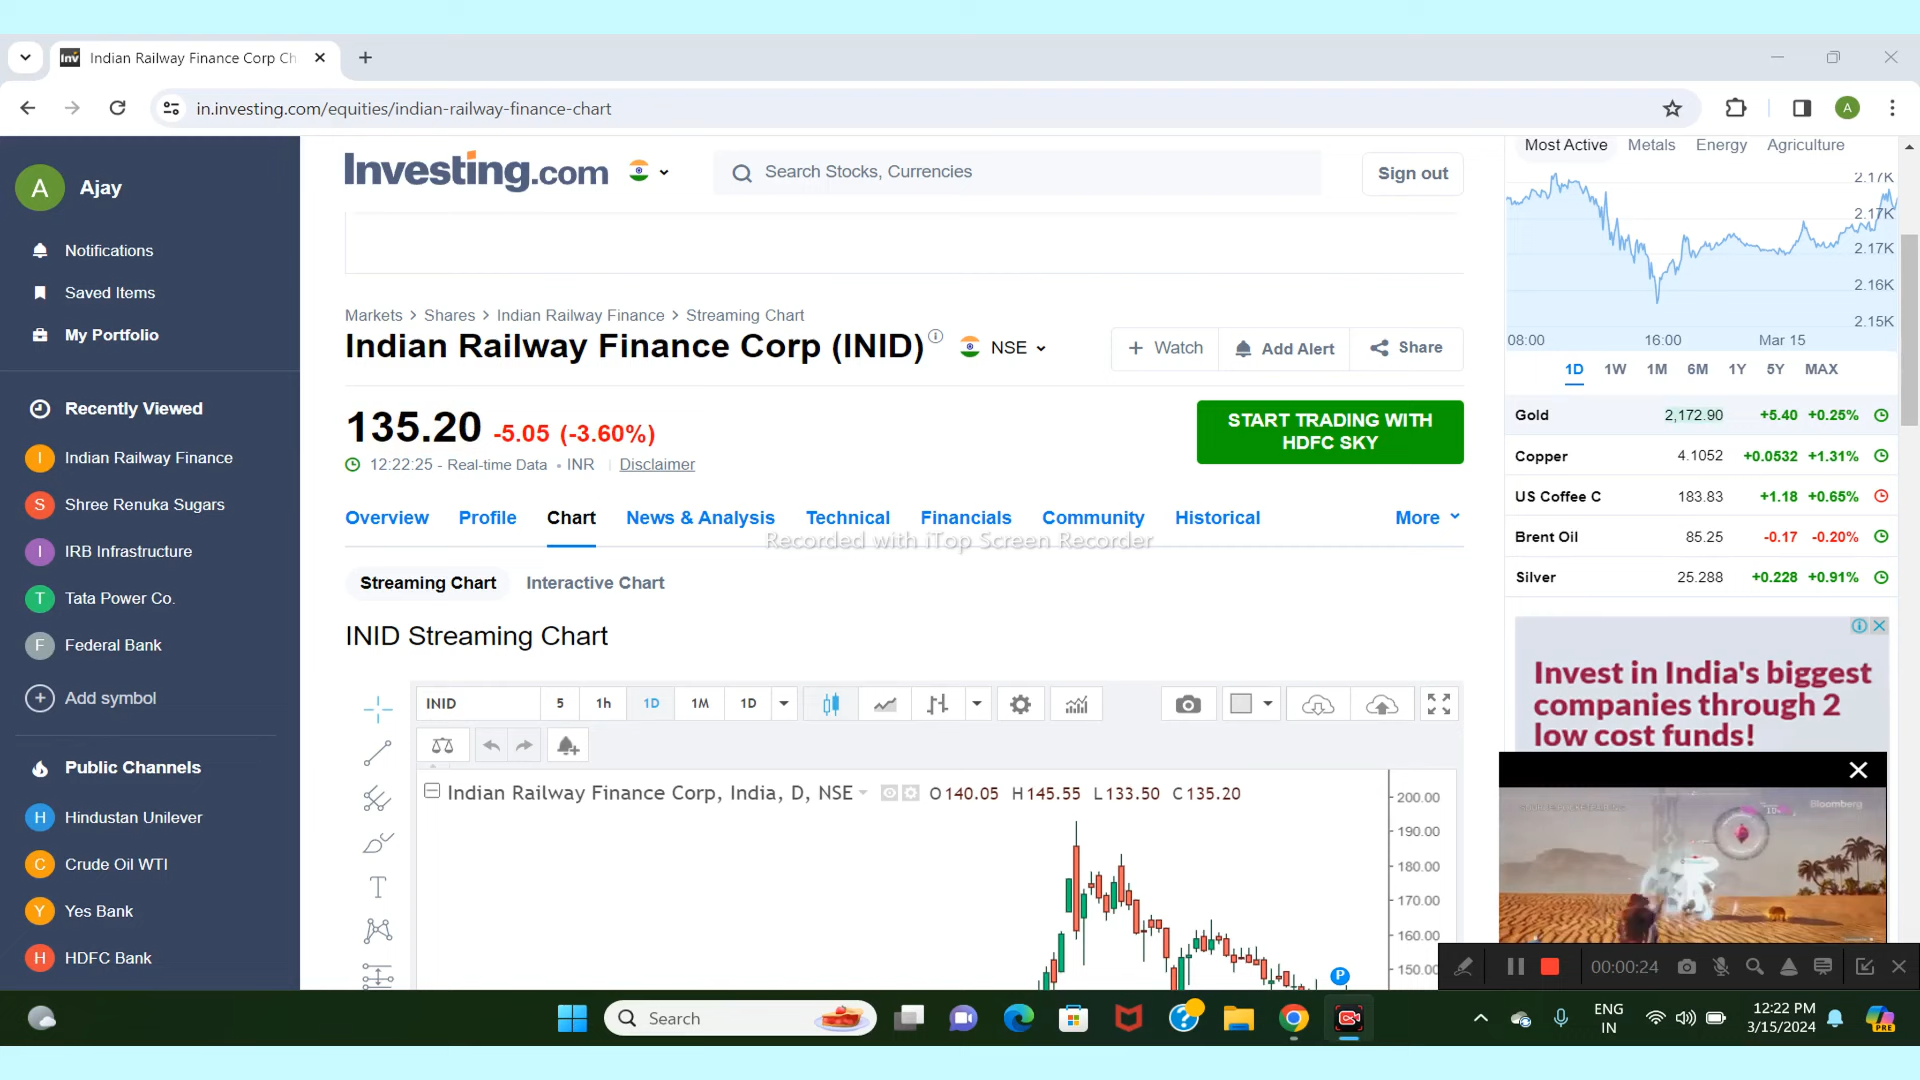 Indian Railway Finance Corp Ch
in.investing.com/equities/indian-railway-finance-chart
A
A
Ajay
Notifications
Saved Items
My Portfolio
Recently Viewed
I Indian Railway Finance
S Shree Renuka Sugars
I IRB Infrastructure
T Tata Power Co.
F Federal Bank
Add symbol
Public Channels
H Hindustan Unilever
C Crude Oil WTI
Y Yes Bank
H HDFC Bank
Investing.com
Search Stocks, Currencies
Sign out
Markets > Shares > Indian Railway Finance > Streaming Chart
Indian Railway Finance Corp (INID)
NSE
+ Watch
Add Alert
Share
135.20 -5.05 (-3.60%)
12:22:25 - Real-time Data • INR | Disclaimer
START TRADING WITH
HDFC SKY
Overview Profile Chart News & Analysis Technical Financials Community Historical More
Recorded with iTop Screen Recorder
Streaming Chart Interactive Chart
INID Streaming Chart
INID 5 1h 1D 1M 1D
Indian Railway Finance Corp, India, D, NSE O 140.05 H 145.55 L 133.50 C 135.20
200.00
190.00
180.00
170.00
160.00
150.00
P
Most Active Metals Energy Agriculture
2.17K
2.17K
2.17K
2.16K
2.15K
08:00 16:00 Mar 15
1D 1W 1M 6M 1Y 5Y MAX
Gold 2,172.90 +5.40 +0.25%
Copper 4.1052 +0.0532 +1.31%
US Coffee C 183.83 +1.18 +0.65%
Brent Oil 85.25 -0.17 -0.20%
Silver 25.288 +0.228 +0.91%
Invest in India's biggest
companies through 2
low cost funds!
Bloomberg
00:00:24
Search
ENG
IN
12:22 PM
3/15/2024
PRE